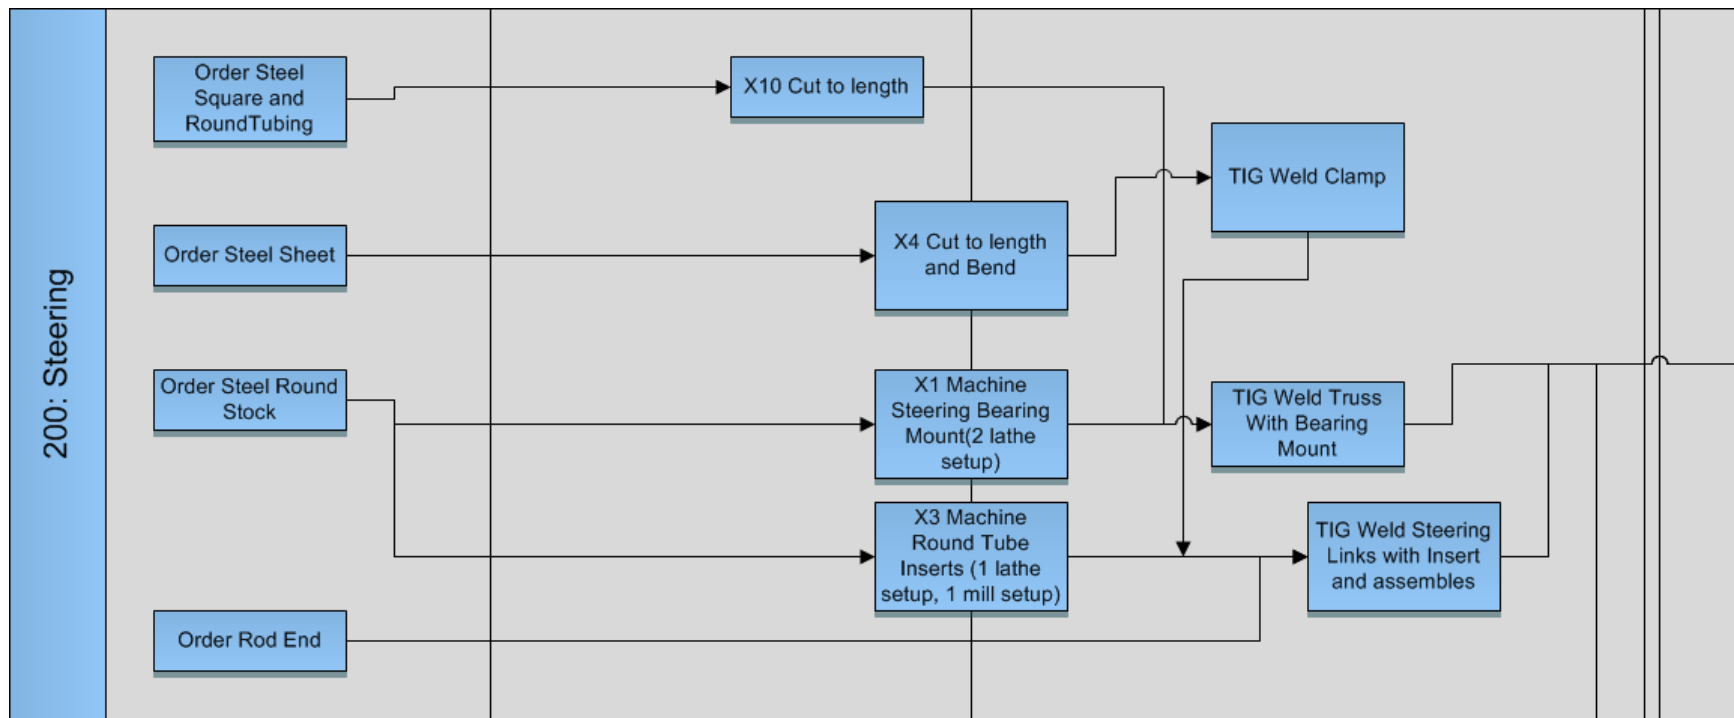 200: Steering
Order Steel
Square and
RoundTubing
X10 Cut to length
TIG Weld Clamp
Order Steel Sheet
X4 Cut to length
and Bend
Order Steel Round
Stock
X1 Machine
Steering Bearing
Mount(2 lathe
setup)
TIG Weld Truss
With Bearing
Mount
X3 Machine
Round Tube
Inserts (1 lathe
setup, 1 mill setup)
TIG Weld Steering
Links with Insert
and assembles
Order Rod End